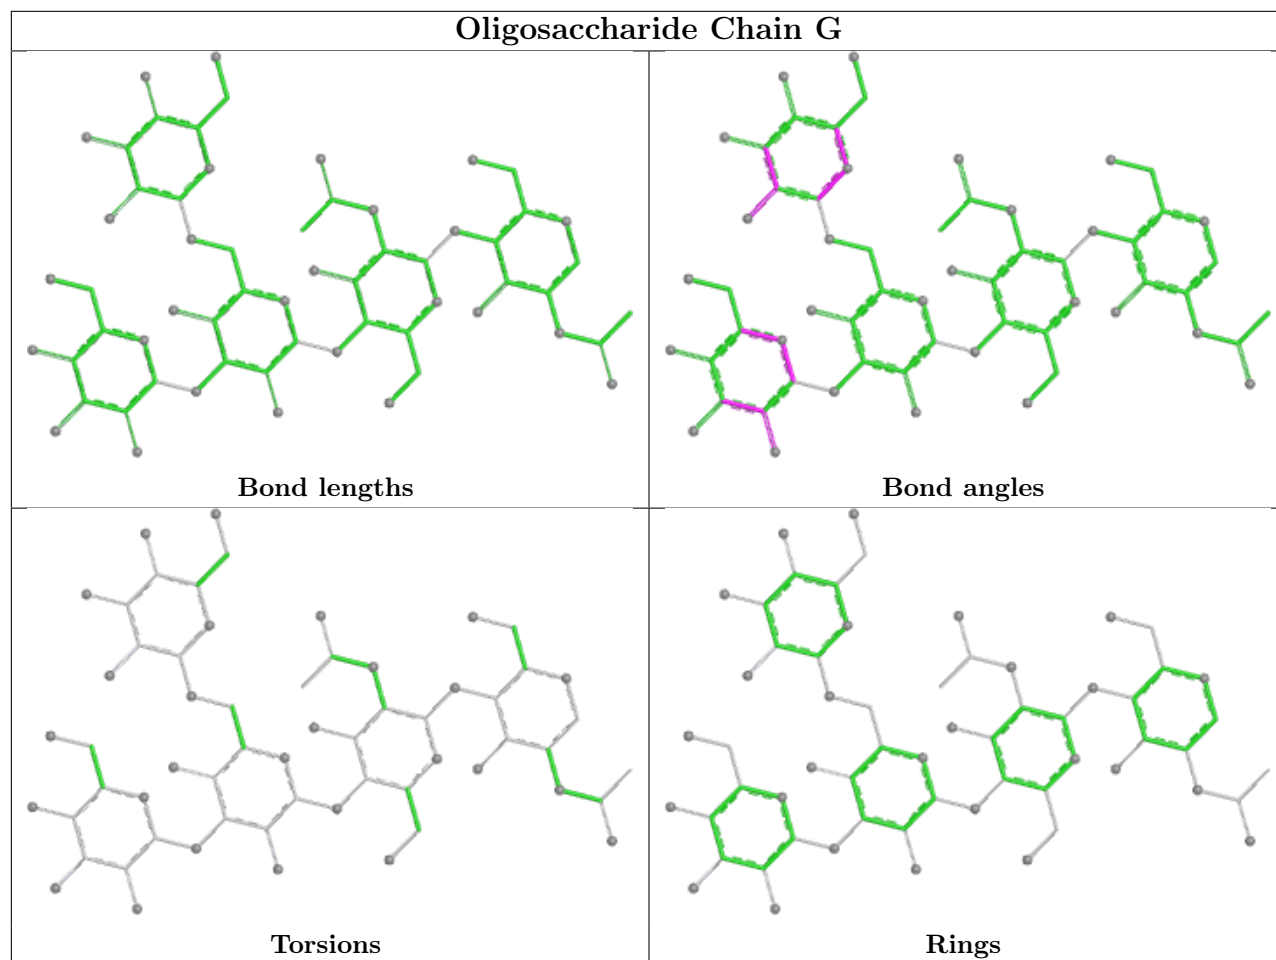 Oligosaccharide Chain G
Bond lengths
Bond angles
Torsions
Rings